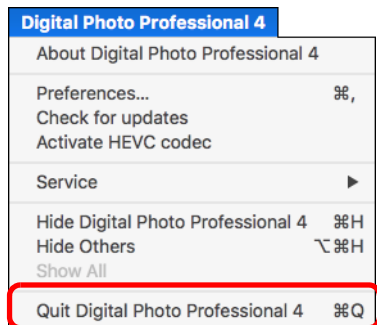 Digital Photo Professional 4
About Digital Photo Professional 4
Preferences... ⌘,
Check for updates
Activate HEVC codec
Service ▶
Hide Digital Photo Professional 4 ⌘H
Hide Others ⌥⌘H
Show All
Quit Digital Photo Professional 4 ⌘Q